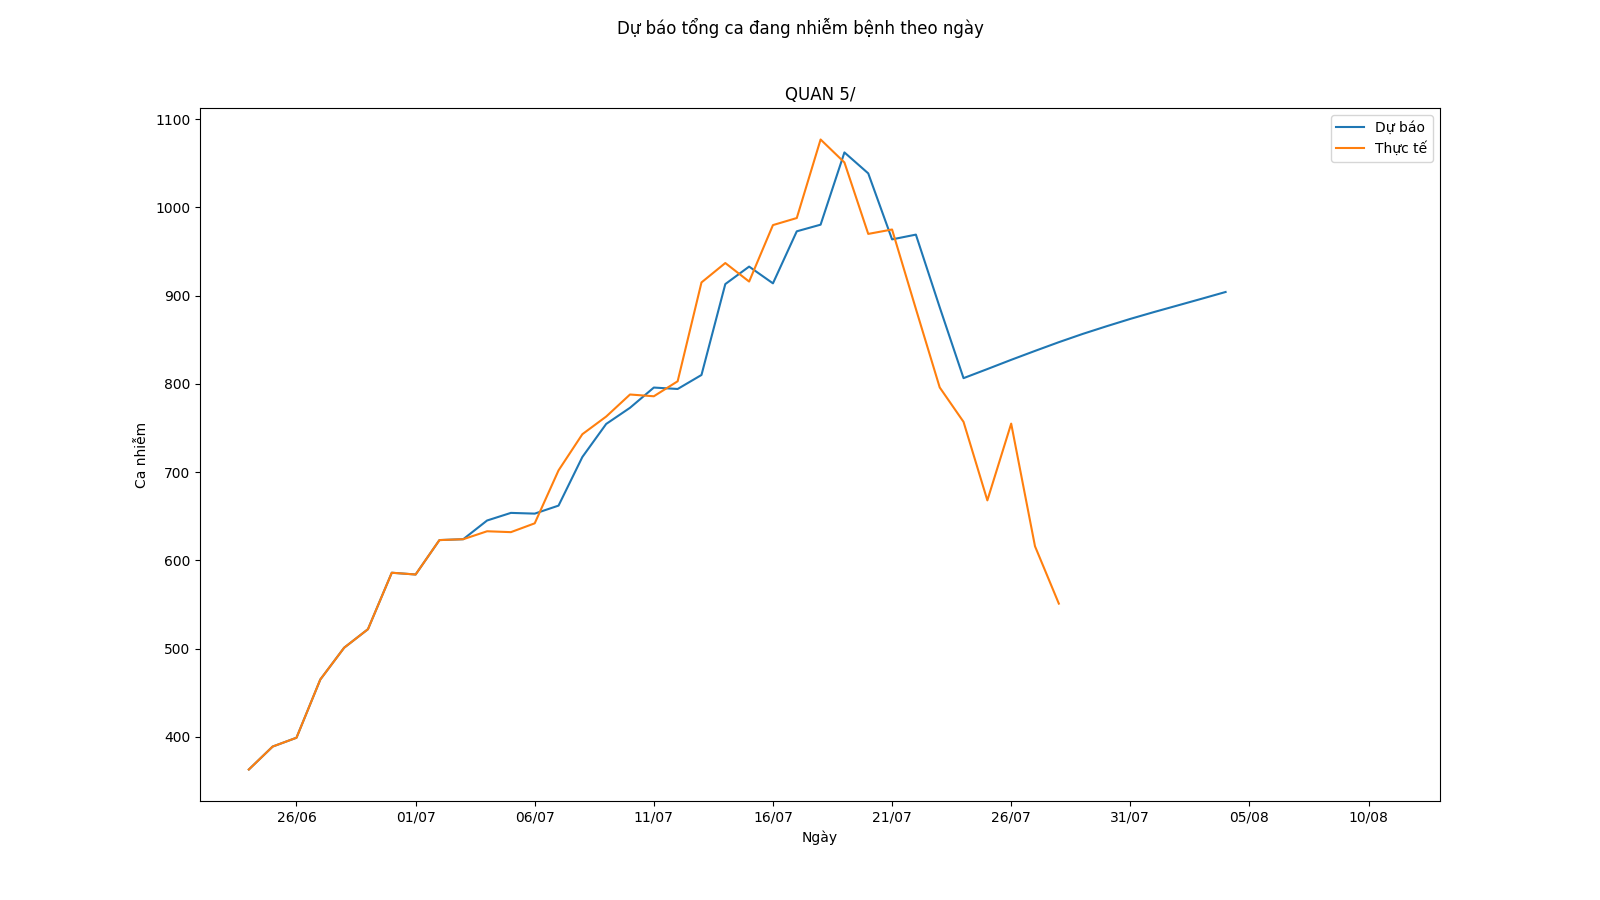 Dự báo tổng ca đang nhiễm bệnh theo ngày
QUAN 5/
Dự báo
Thực tế
Ca nhiễm
1100
1000
900
800
700
600
500
400
26/06 01/07 06/07 11/07 16/07 21/07 26/07 31/07 05/08 10/08
Ngày